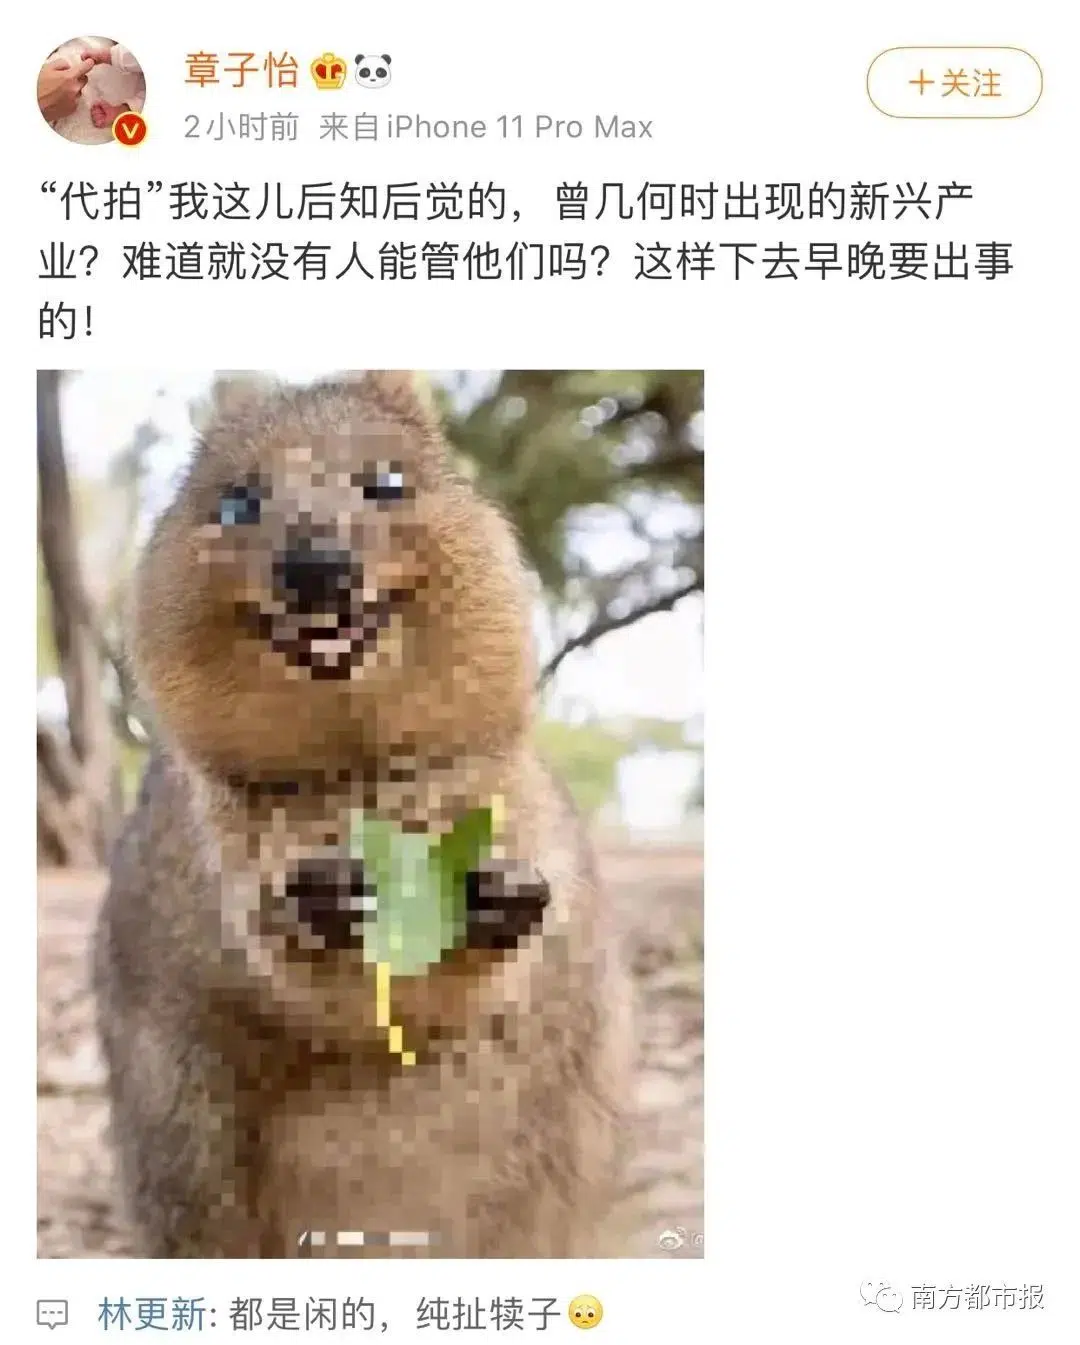 章子怡
+关注
2小时前 来自iPhone 11 Pro Max
“代拍”我这儿后知后觉的，曾几何时出现的新兴产
业？难道就没有人能管他们吗？这样下去早晚要出事
的！
林更新: 都是闲的，纯扯犊子
南方都市报